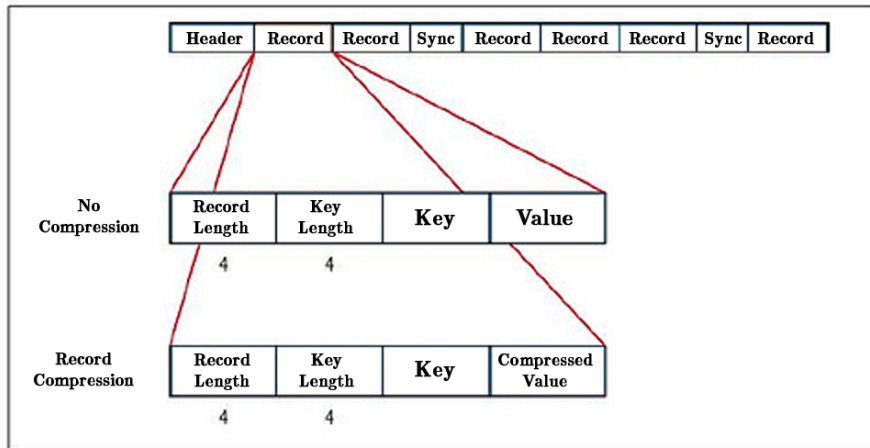 Header Record Record Sync Record Record Record Sync Record
No
Compression
Record
Length
Key
Length
Key
Value
4 4
Record
Compression
Record
Length
Key
Length
Key
Compressed
Value
4 4